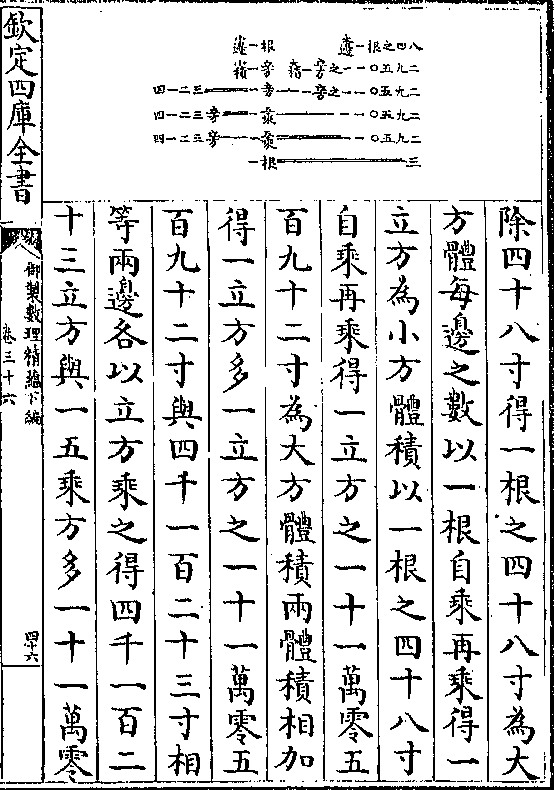 除四十八寸得一根之四十八寸為大
方體每邊之數以一根自乘再乘得一
立方為小方體積以一根之四十八寸
自乘再乘得一立方之一十一萬零五
百九十二寸為大方體積兩體積相加
得一立方多一立方之一十一萬零五
百九十二寸與四千一百二十三寸相
等兩邊各以立方乘之得四千一百二
十三立方與一五乘方多一十一萬零
欽定四庫全書
御製數理精蘊下編
卷三十六
四十六